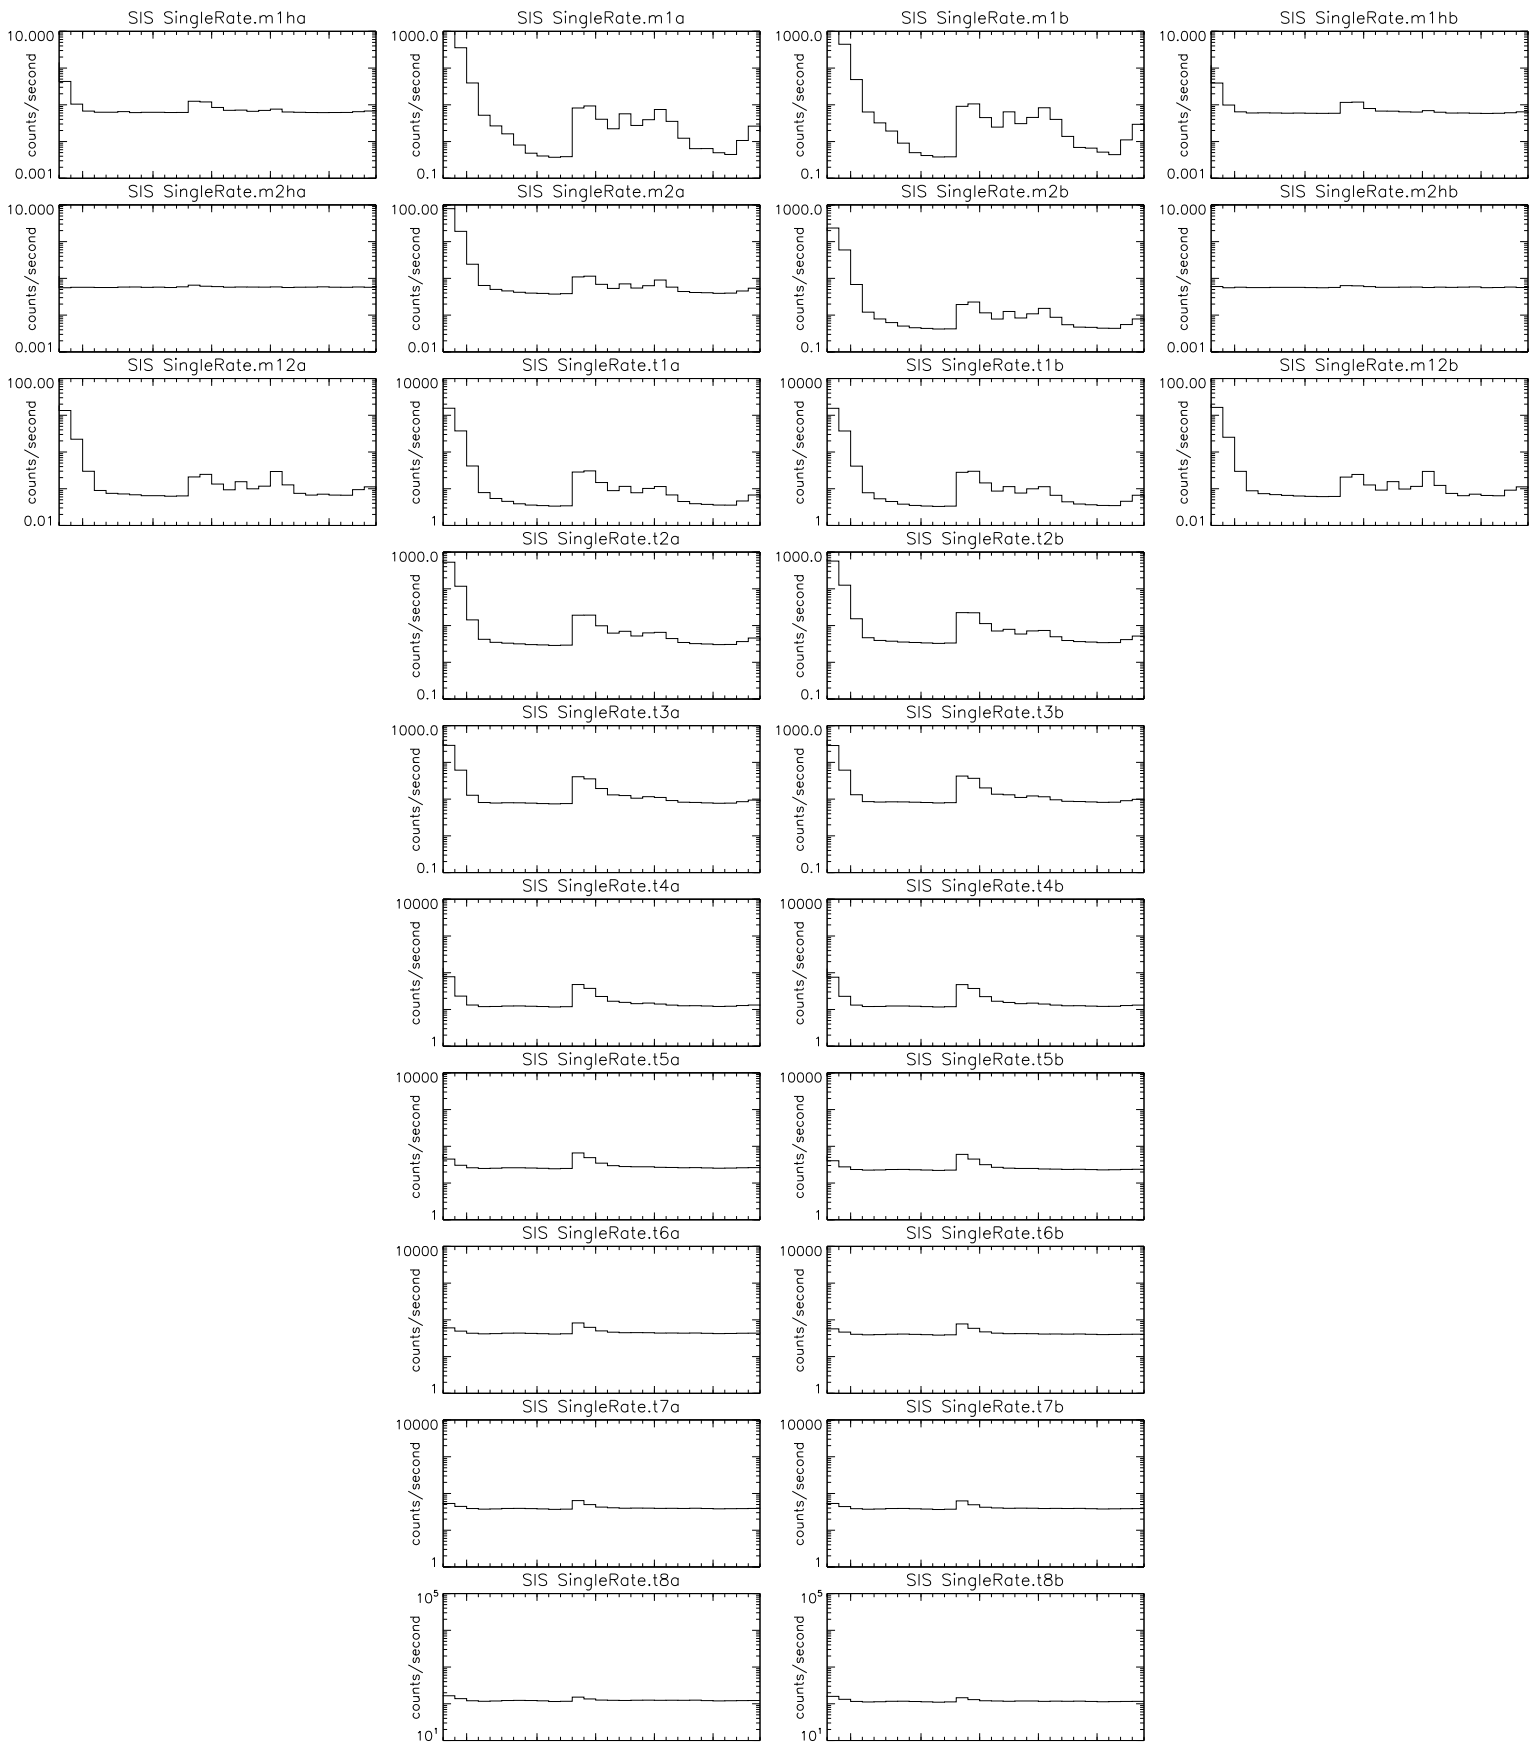 SIS SingleRate.m1ha
10.000
counts/second
0.001
SIS SingleRate.m1a
1000.0
counts/second
0.1
SIS SingleRate.m1b
1000.0
counts/second
0.1
SIS SingleRate.m1hb
10.000
counts/second
0.001
SIS SingleRate.m2ha
10.000
counts/second
0.001
SIS SingleRate.m2a
100.00
counts/second
0.01
SIS SingleRate.m2b
1000.0
counts/second
0.1
SIS SingleRate.m2hb
10.000
counts/second
0.001
SIS SingleRate.m12a
100.00
counts/second
0.01
SIS SingleRate.t1a
10000
counts/second
1
SIS SingleRate.t1b
10000
counts/second
1
SIS SingleRate.m12b
100.00
counts/second
0.01
SIS SingleRate.t2a
1000.0
counts/second
0.1
SIS SingleRate.t2b
1000.0
counts/second
0.1
SIS SingleRate.t3a
1000.0
counts/second
0.1
SIS SingleRate.t3b
1000.0
counts/second
0.1
SIS SingleRate.t4a
10000
counts/second
1
SIS SingleRate.t4b
10000
counts/second
1
SIS SingleRate.t5a
10000
counts/second
1
SIS SingleRate.t5b
10000
counts/second
1
SIS SingleRate.t6a
10000
counts/second
1
SIS SingleRate.t6b
10000
counts/second
1
SIS SingleRate.t7a
10000
counts/second
1
SIS SingleRate.t7b
10000
counts/second
1
SIS SingleRate.t8a
10⁵
counts/second
10¹
SIS SingleRate.t8b
10⁵
counts/second
10¹